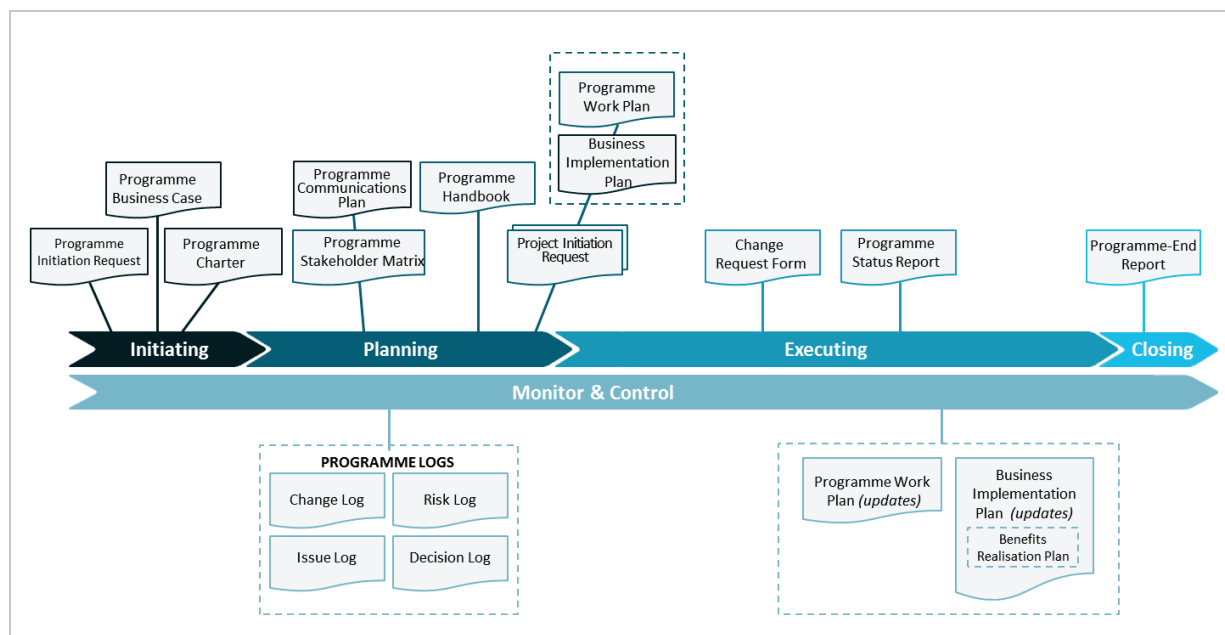 Programme
Work Plan
Business
Implementation
Plan
Programme
Business Case
Programme
Communications
Plan
Programme
Handbook
Programme
Initiation Request
Programme
Charter
Programme
Stakeholder Matrix
Project Initiation
Request
Change
Request Form
Programme
Status Report
Programme-End
Report
Initiating
Planning
Executing
Closing
Monitor & Control
PROGRAMME LOGS
Change Log
Risk Log
Issue Log
Decision Log
Programme Work
Plan (updates)
Business
Implementation
Plan (updates)
Benefits
Realisation Plan